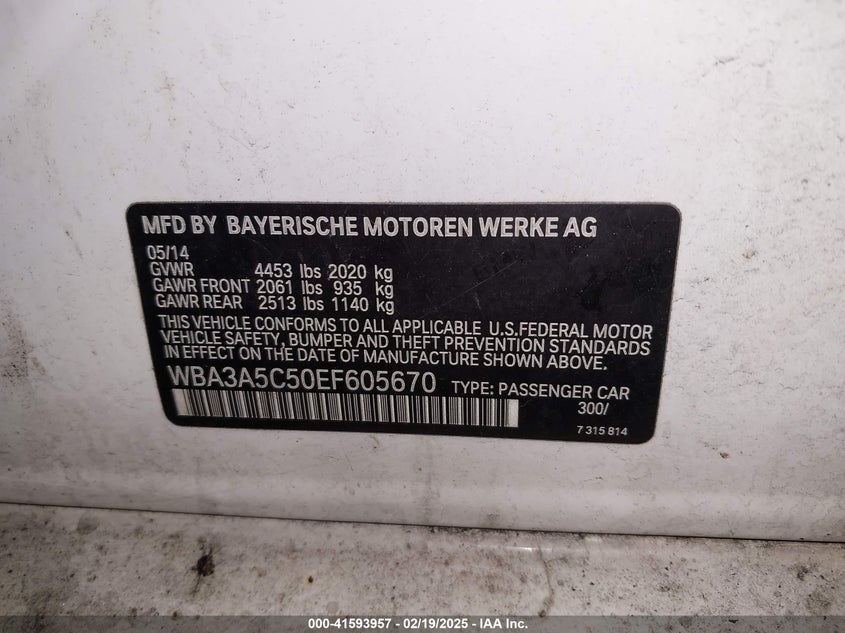 MFD BY BAYERISCHE MOTOREN WERKE AG
05/14
GVWR 4453 lbs 2020 kg
GAWR FRONT 2061 lbs 935 kg
GAWR REAR 2513 lbs 1140 kg
THIS VEHICLE CONFORMS TO ALL APPLICABLE U.S.FEDERAL MOTOR
VEHICLE SAFETY, BUMPER AND THEFT PREVENTION STANDARDS
IN EFFECT ON THE DATE OF MANUFACTURE SHOWN ABOVE.
WBA3A5C50EF605670 TYPE: PASSENGER CAR
300/
7 315 814
000-41593957 - 02/19/2025 - IAA Inc.